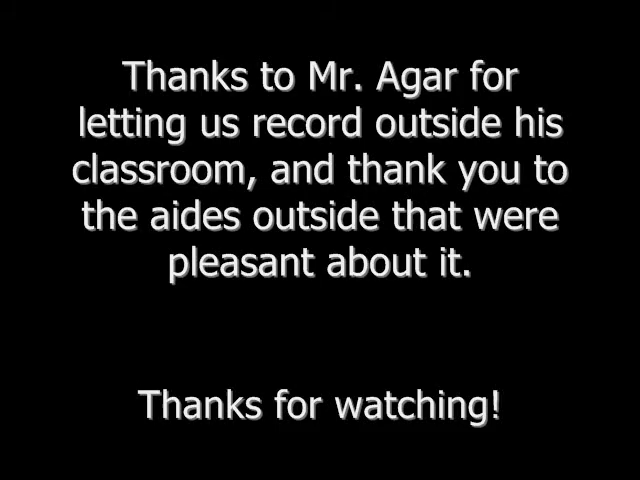 Thanks to Mr. Agar for
letting us record outside his
classroom, and thank you to
the aides outside that were
pleasant about it.
Thanks for watching!